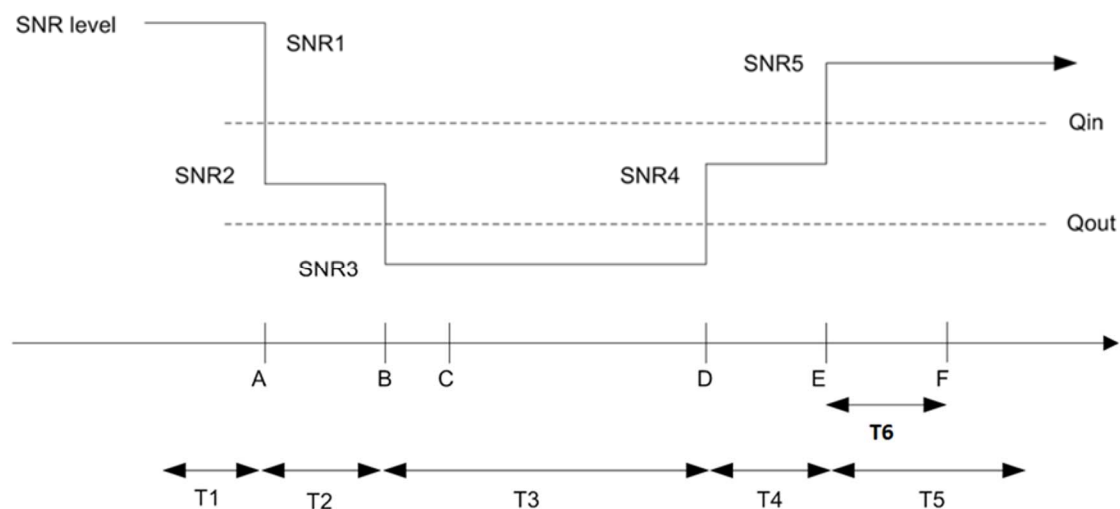 SNR level
SNR1
SNR5
Qin
SNR2
SNR4
Qout
SNR3
A B C D E F
T6
T1 T2 T3 T4 T5